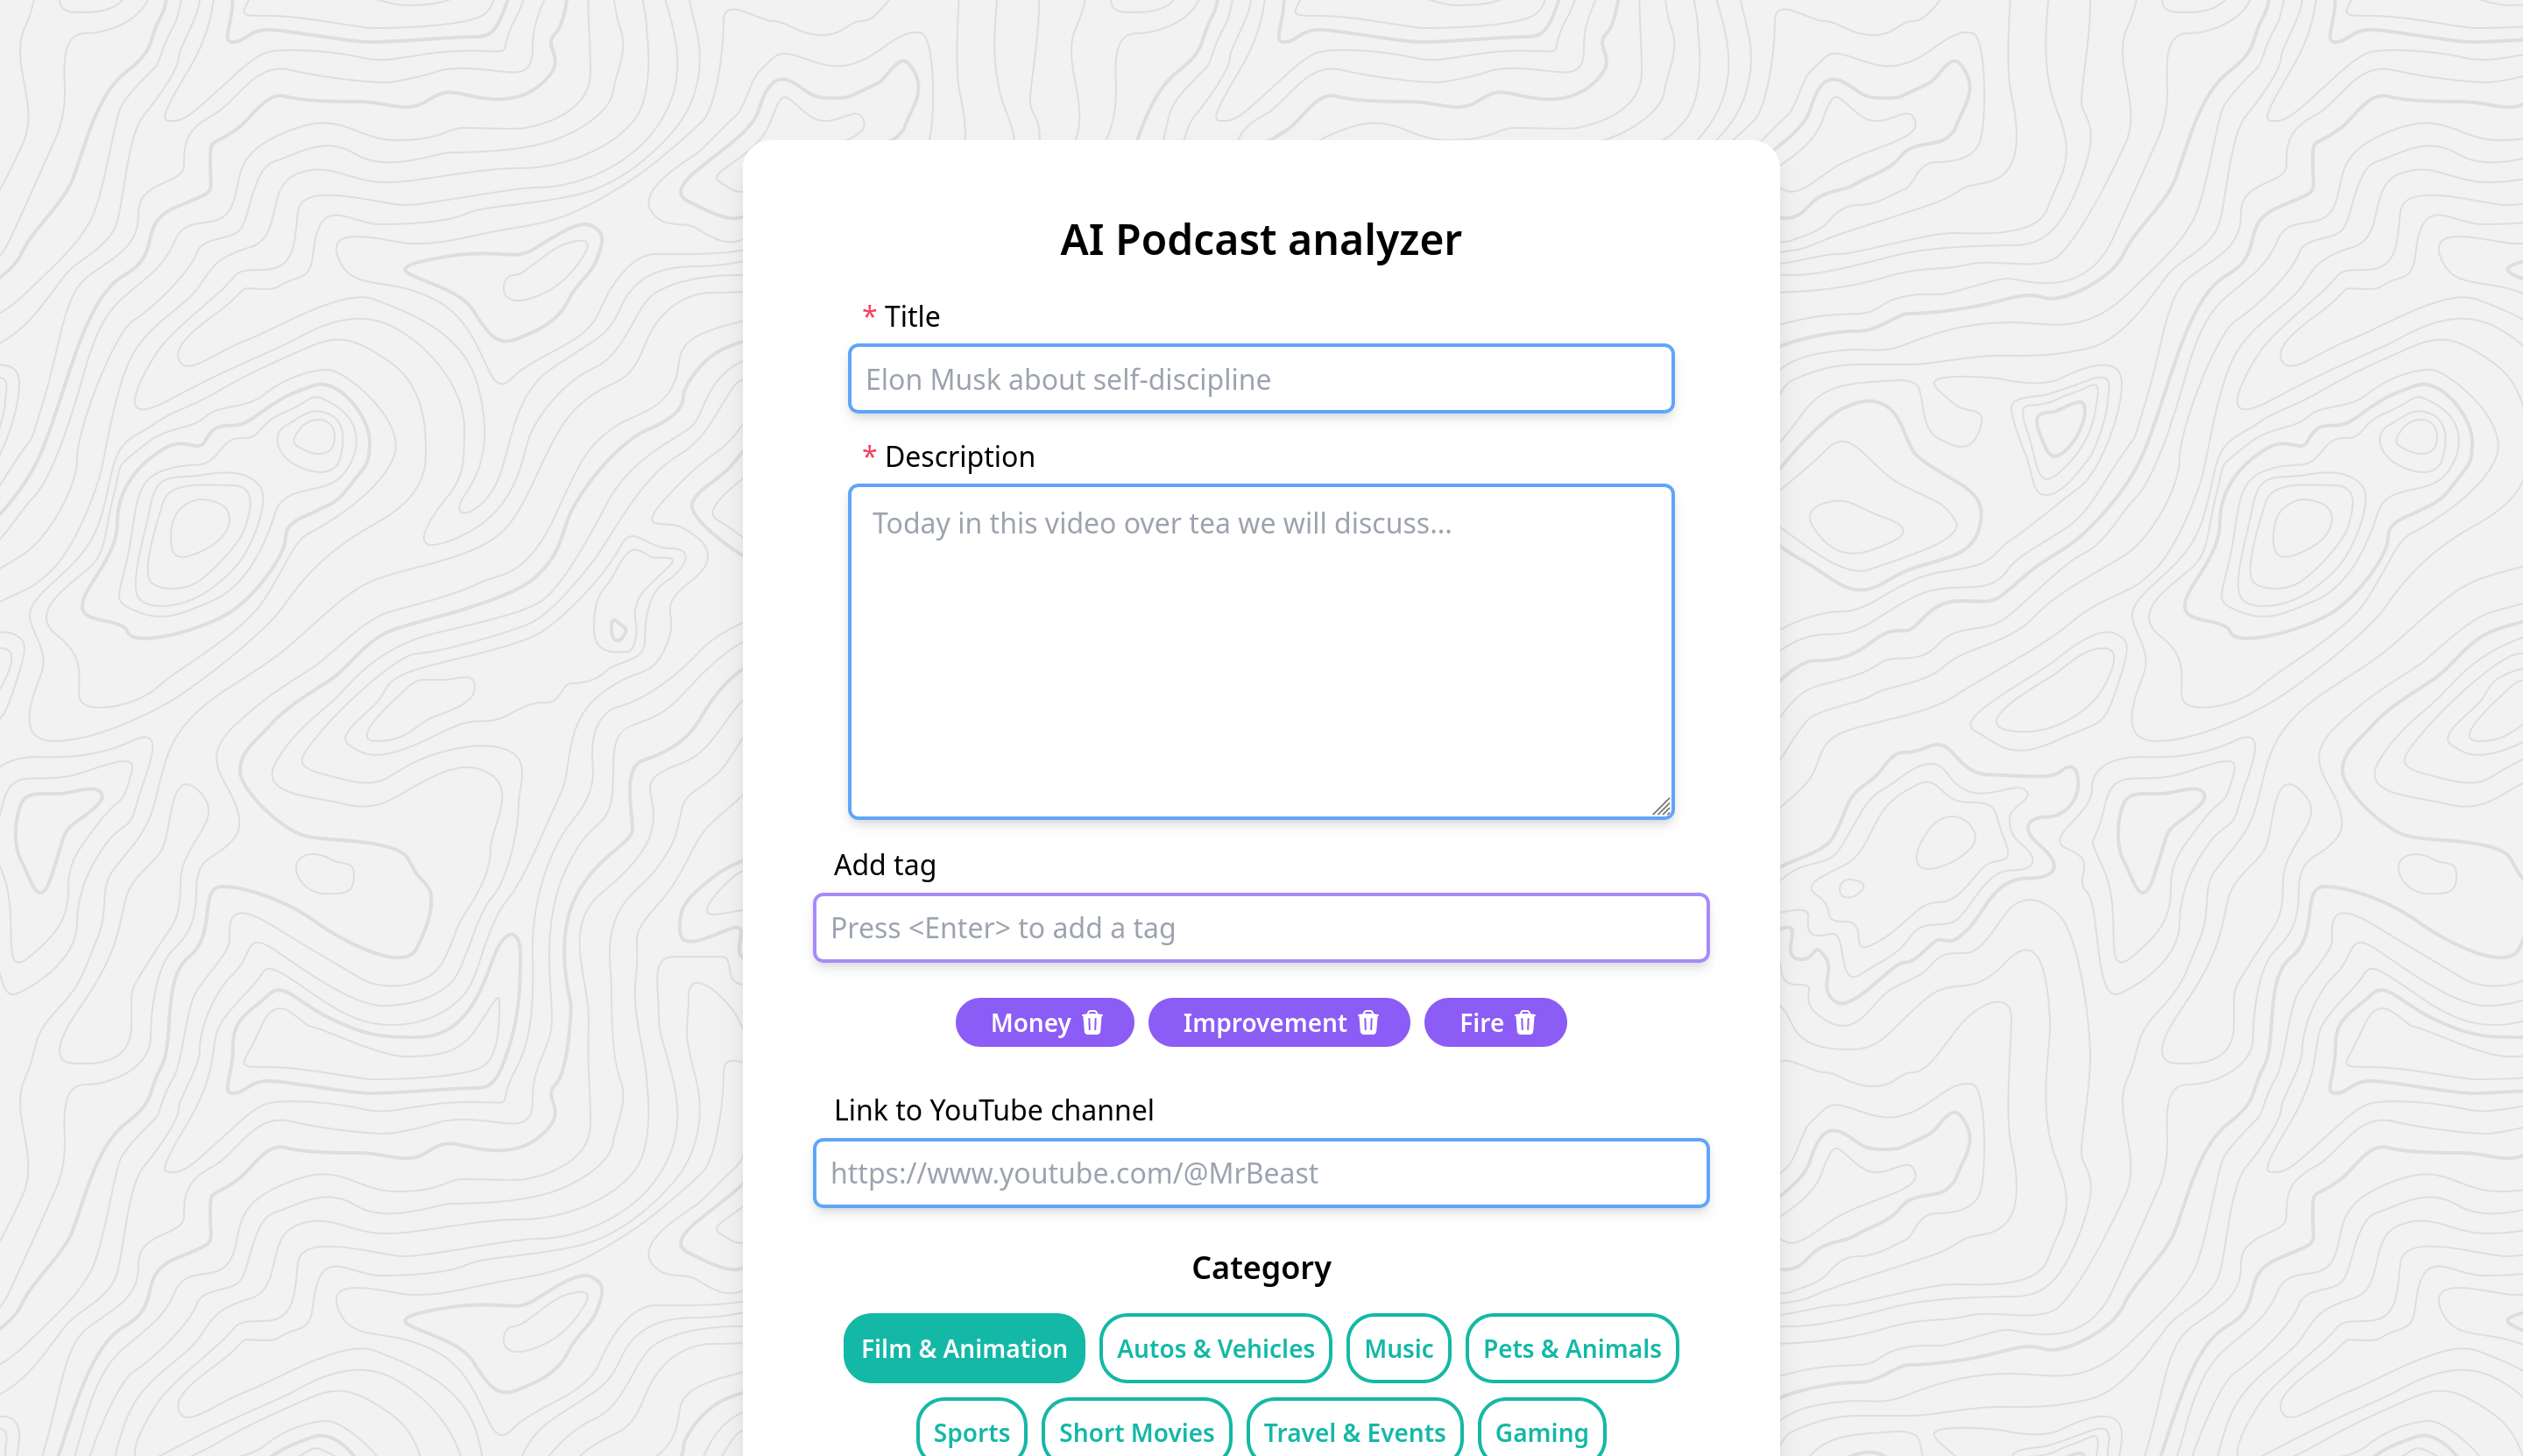 AI Podcast analyzer
* Title
Elon Musk about self-discipline
* Description
Today in this video over tea we will discuss...
Add tag
Press <Enter> to add a tag
Money Improvement Fire
Link to YouTube channel
https://www.youtube.com/@MrBeast
Category
Film & Animation Autos & Vehicles Music Pets & Animals
Sports Short Movies Travel & Events Gaming